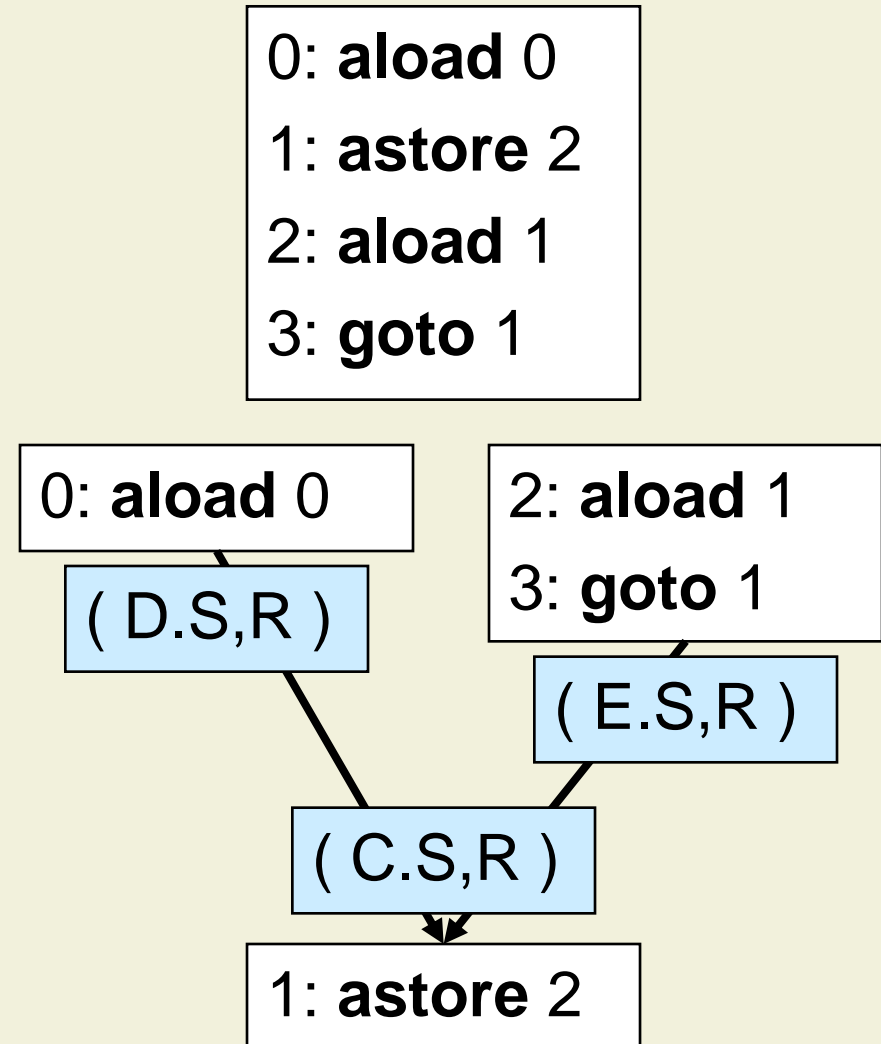 0: aload 0
1: astore 2
2: aload 1
3: goto 1
0: aload 0
2: aload 1
3: goto 1
( D.S,R )
( E.S,R )
( C.S,R )
1: astore 2